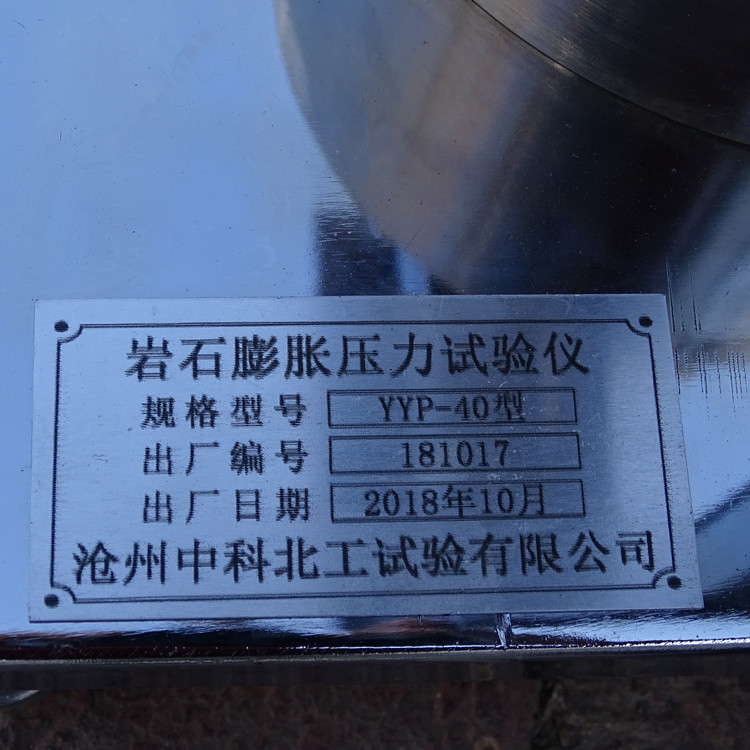 岩石膨胀压力试验仪
规格型号 YYP-40型
出厂编号 181017
出厂日期 2018年10月
沧州中科北工试验有限公司